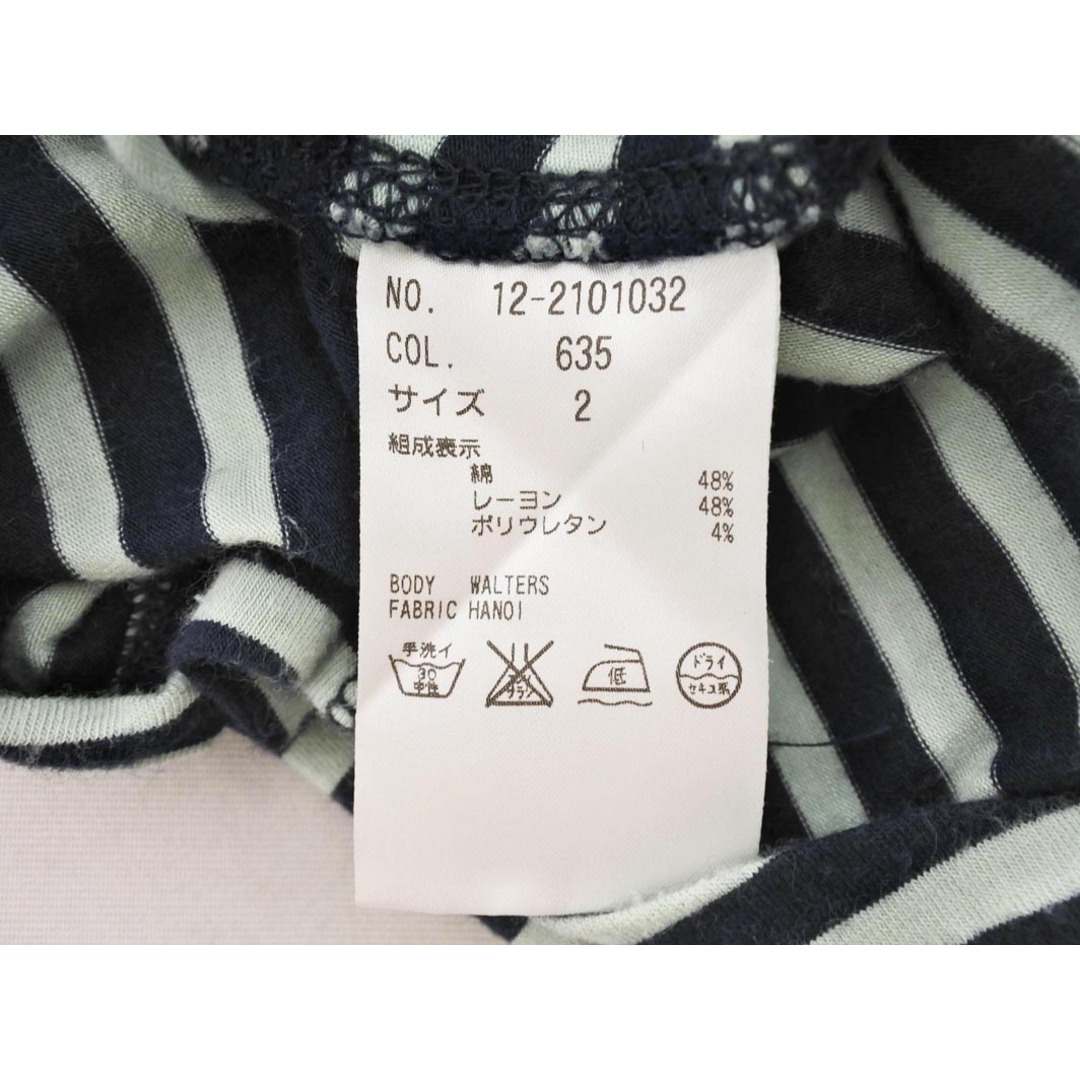 NO. 12-2101032
COL. 635
サイズ 2
組成表示
綿 48%
レーヨン 48%
ポリウレタン 4%
BODY WALTERS
FABRIC HANOI
手洗イ
30
中性
低
ドライ
セキユ系